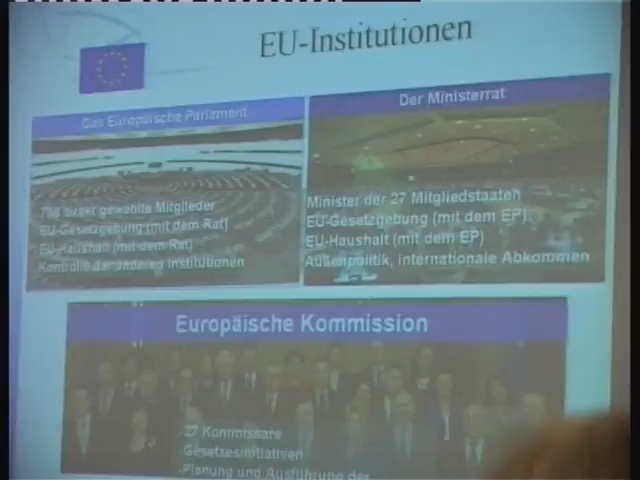 EU-Institutionen
Das Europäische Parlament
direkt gewählte Mitglieder
EU-Gesetzgebung (mit dem Rat)
EU-Haushalt (mit dem Rat)
Kontrolle der anderen Institutionen
Der Ministerrat
Minister der 27 Mitgliedstaaten
EU-Gesetzgebung (mit dem EP)
EU-Haushalt (mit dem EP)
Außenpolitik, internationale Abkommen
Europäische Kommission
27 Kommissare
Gesetzesinitiativen
Planung und Ausführung des